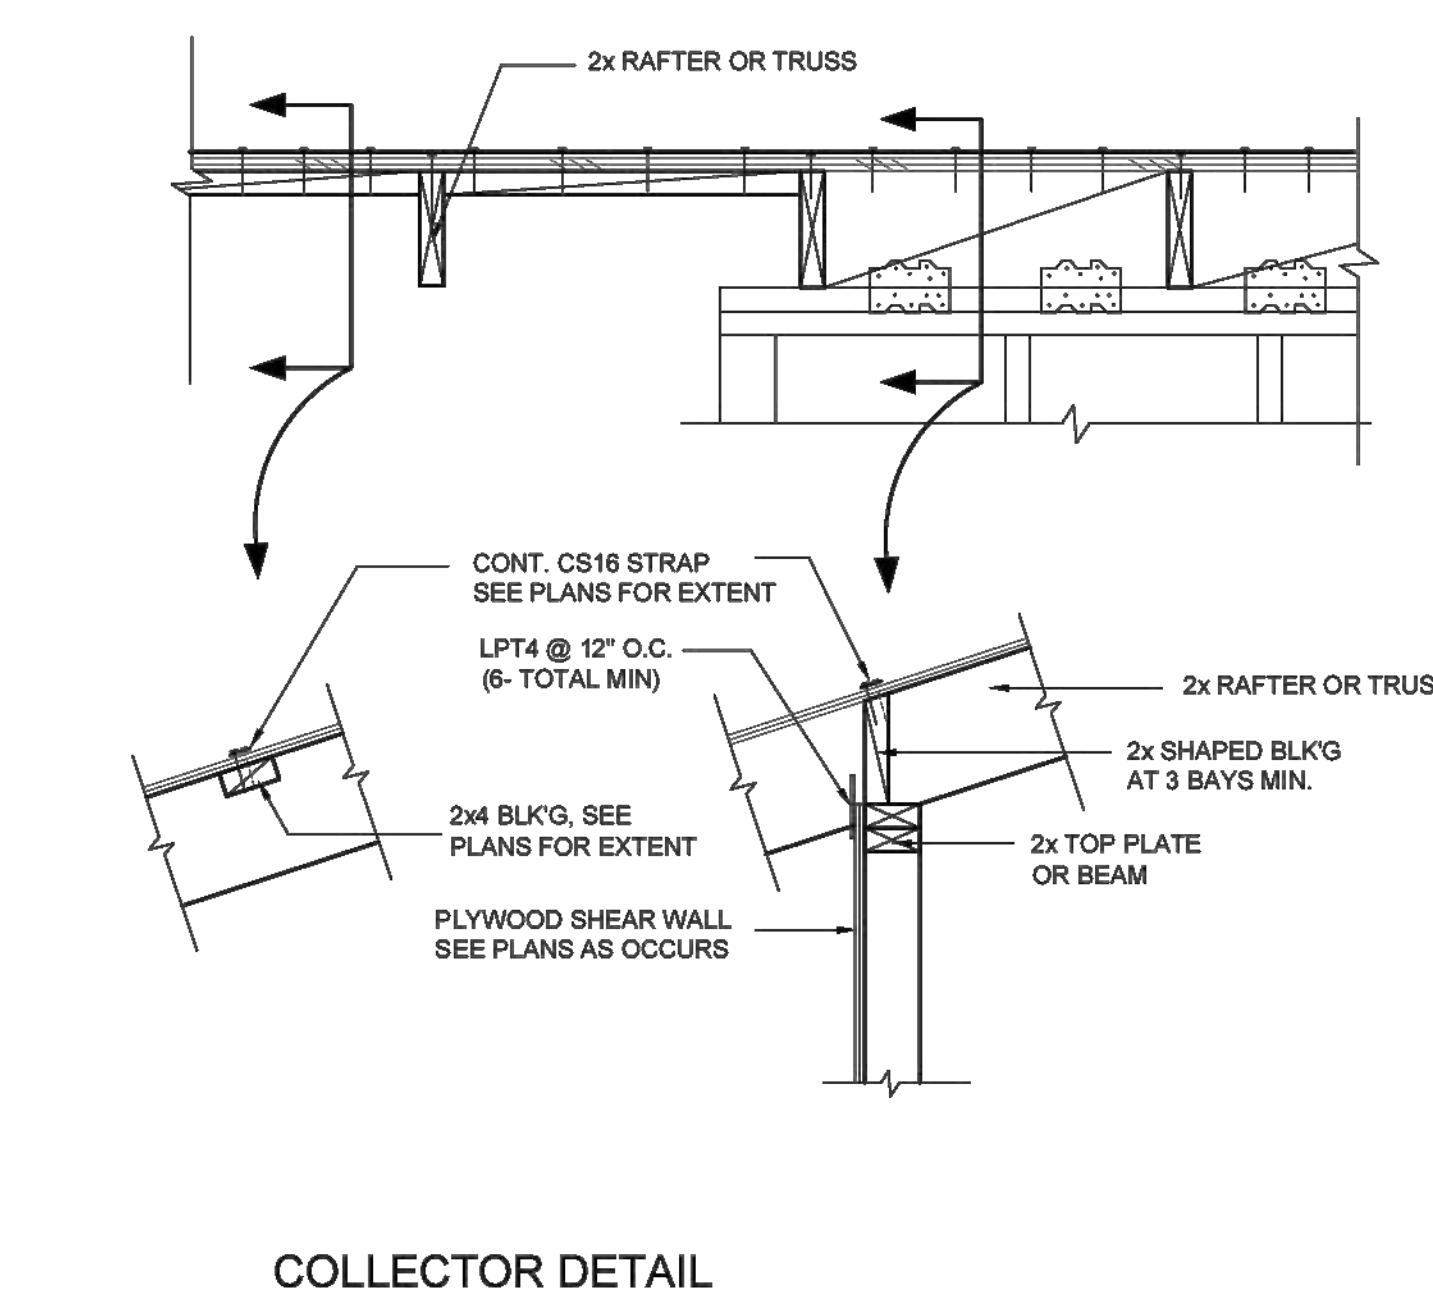 2x RAFTER OR TRUSS
CONT. CS16 STRAP
SEE PLANS FOR EXTENT
LPT4 @ 12" O.C.
(6- TOTAL MIN)
2x RAFTER OR TRUS
2x SHAPED BLK'G
AT 3 BAYS MIN.
2x4 BLK'G, SEE
PLANS FOR EXTENT
2x TOP PLATE
OR BEAM
PLYWOOD SHEAR WALL
SEE PLANS AS OCCURS
COLLECTOR DETAIL